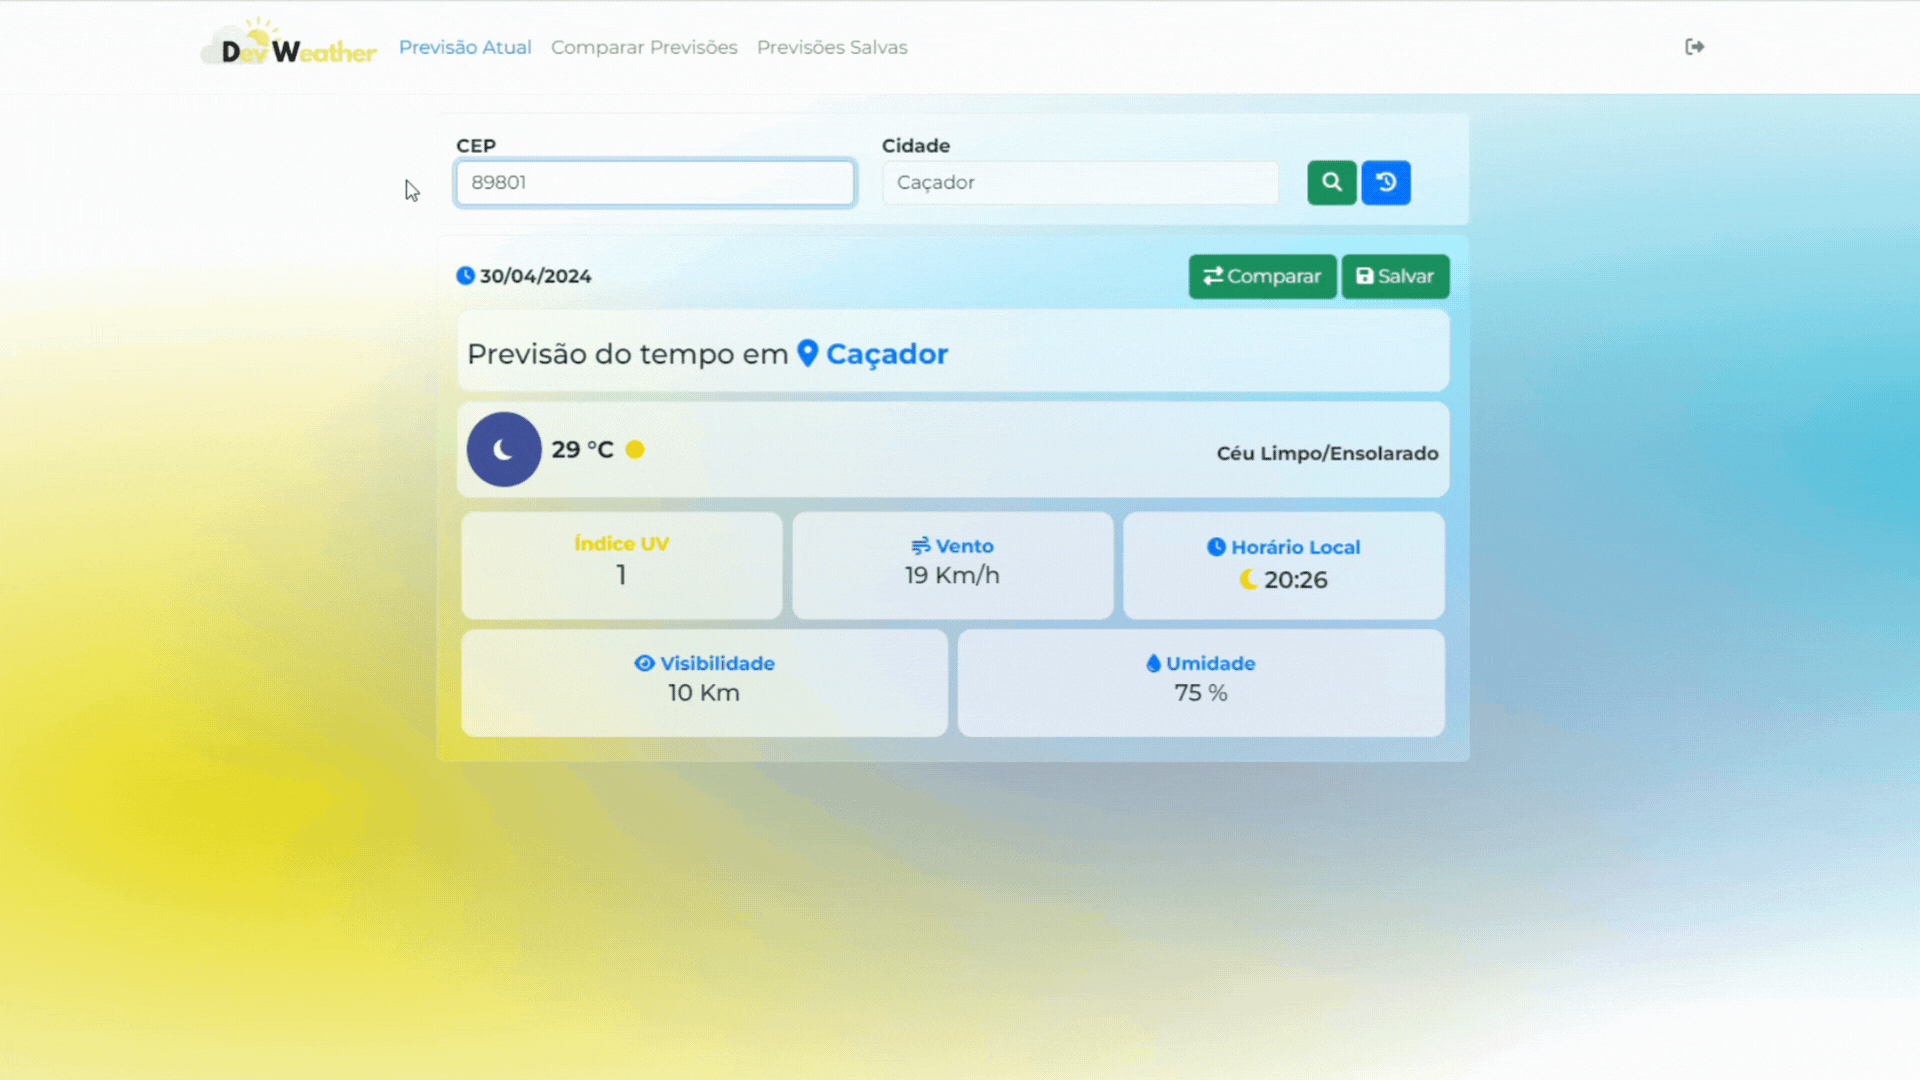 Dev Weather Previsão Atual Comparar Previsões Previsões Salvas
CEP Cidade
89801 Caçador
30/04/2024 Comparar Salvar
Previsão do tempo em Caçador
29 °C Céu Limpo/Ensolarado
Índice UV
1
Vento
19 Km/h
Horário Local
20:26
Visibilidade
10 Km
Umidade
75 %